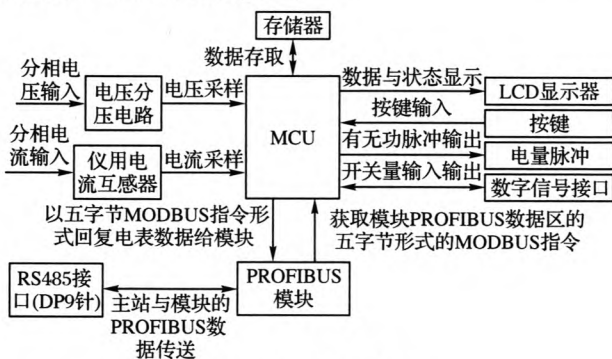 存储器
数据存取
分相电
压输入
电压分
压电路
电压采样
分相电
流输入
仪用电
流互感器
电流采样
MCU
数据与状态显示
LCD显示器
按键输入
按键
有无功脉冲输出
电量脉冲
开关量输入输出
数字信号接口
以五字节MODBUS指令形
式回复电表数据给模块
获取模块PROFIBUS数据区的
五字节形式的MODBUS指令
RS485接
口(DP9针)
主站与模块的
PROFIBUS数
据传送
PROFIBUS
模块